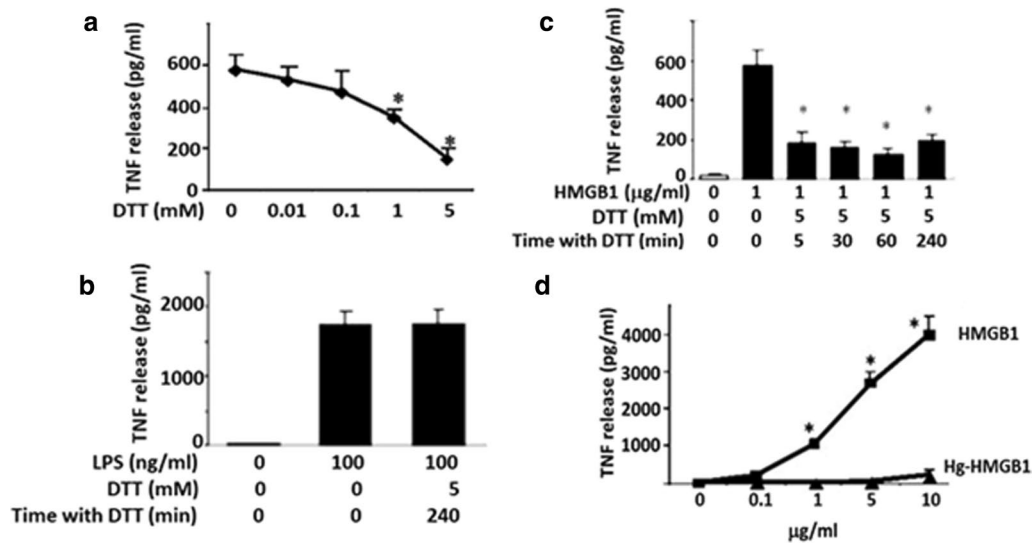 a
TNF release (pg/ml)
600
400
200
0
*
*
DTT (mM) 0 0.01 0.1 1 5
b
TNF release (pg/ml)
2000
1000
0
LPS (ng/ml) 0 100 100
DTT (mM) 0 0 5
Time with DTT (min) 0 0 240
c
TNF release (pg/ml)
600
400
200
0
* * * *
HMGB1 (μg/ml) 0 1 1 1 1 1
DTT (mM) 0 0 5 5 5 5
Time with DTT (min) 0 0 5 30 60 240
d
TNF release (pg/ml)
4000
3000
2000
1000
*
*
*
HMGB1
Hg-HMGB1
0 0.1 1 5 10
μg/ml